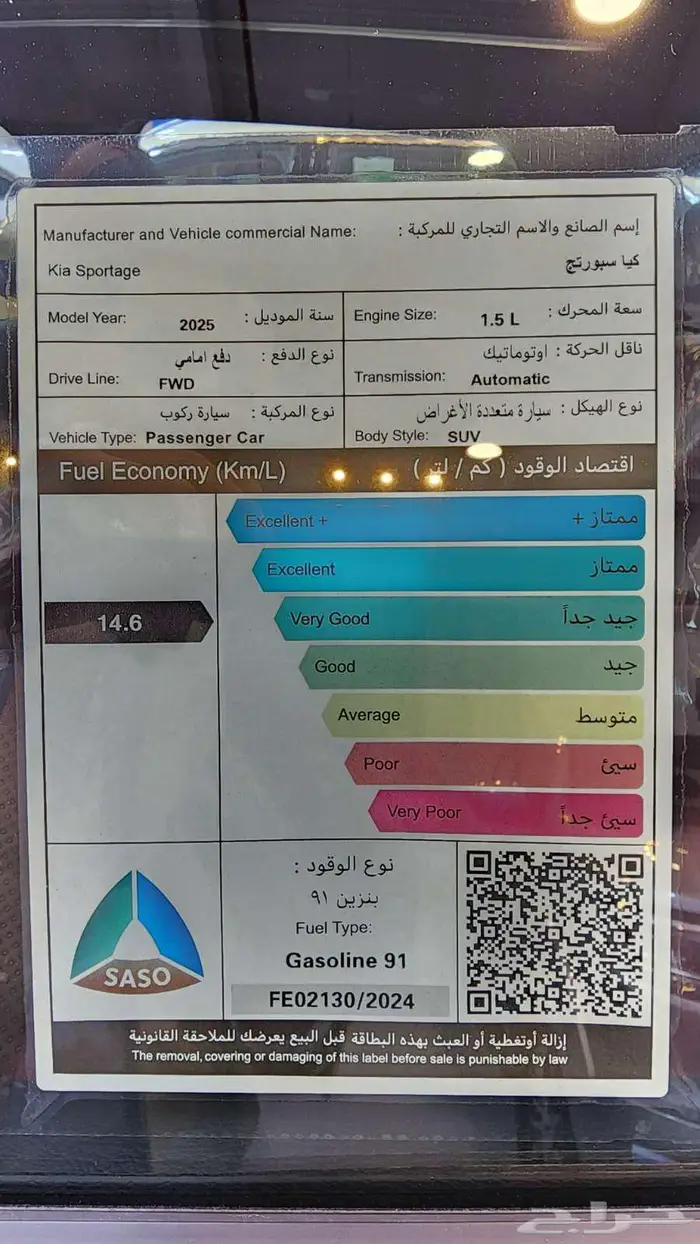 Manufacturer and Vehicle commercial Name: إسم الصانع والاسم التجاري للمركبة :
Kia Sportage كيا سبورتج
Model Year: 2025 سنة الموديل :
Engine Size: 1.5 L سعة المحرك :
نوع الدفع : دفع امامي
Drive Line: FWD
ناقل الحركة : اوتوماتيك
Transmission: Automatic
نوع المركبة : سيارة ركوب
Vehicle Type: Passenger Car
نوع الهيكل : سيارة متعددة الأغراض
Body Style: SUV
Fuel Economy (Km/L) اقتصاد الوقود ( كم / لتر )
Excellent + ممتاز +
Excellent ممتاز
14.6
Very Good جيد جداً
Good جيد
Average متوسط
Poor سيئ
Very Poor سيئ جداً
SASO
نوع الوقود :
بنزين ٩١
Fuel Type:
Gasoline 91
FE02130/2024
إزالة أوتغطية أو العبث بهذه البطاقة قبل البيع يعرضك للملاحقة القانونية
The removal, covering or damaging of this label before sale is punishable by law
حراج